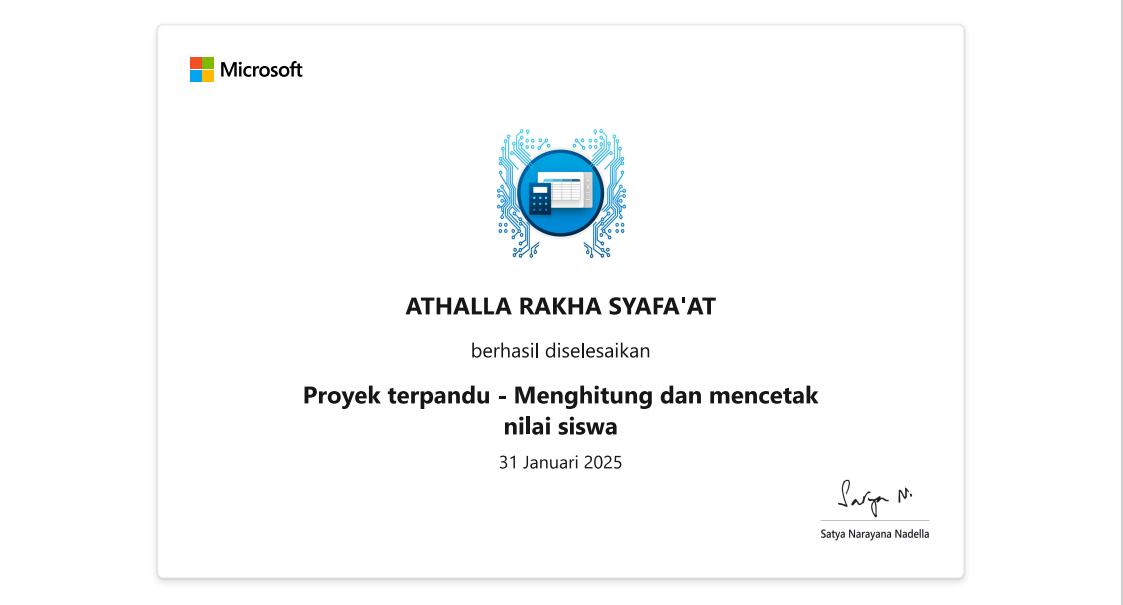 Microsoft
ATHALLA RAKHA SYAFA'AT
berhasil diselesaikan
Proyek terpandu - Menghitung dan mencetak
nilai siswa
31 Januari 2025
Satya N.
Satya Narayana Nadella